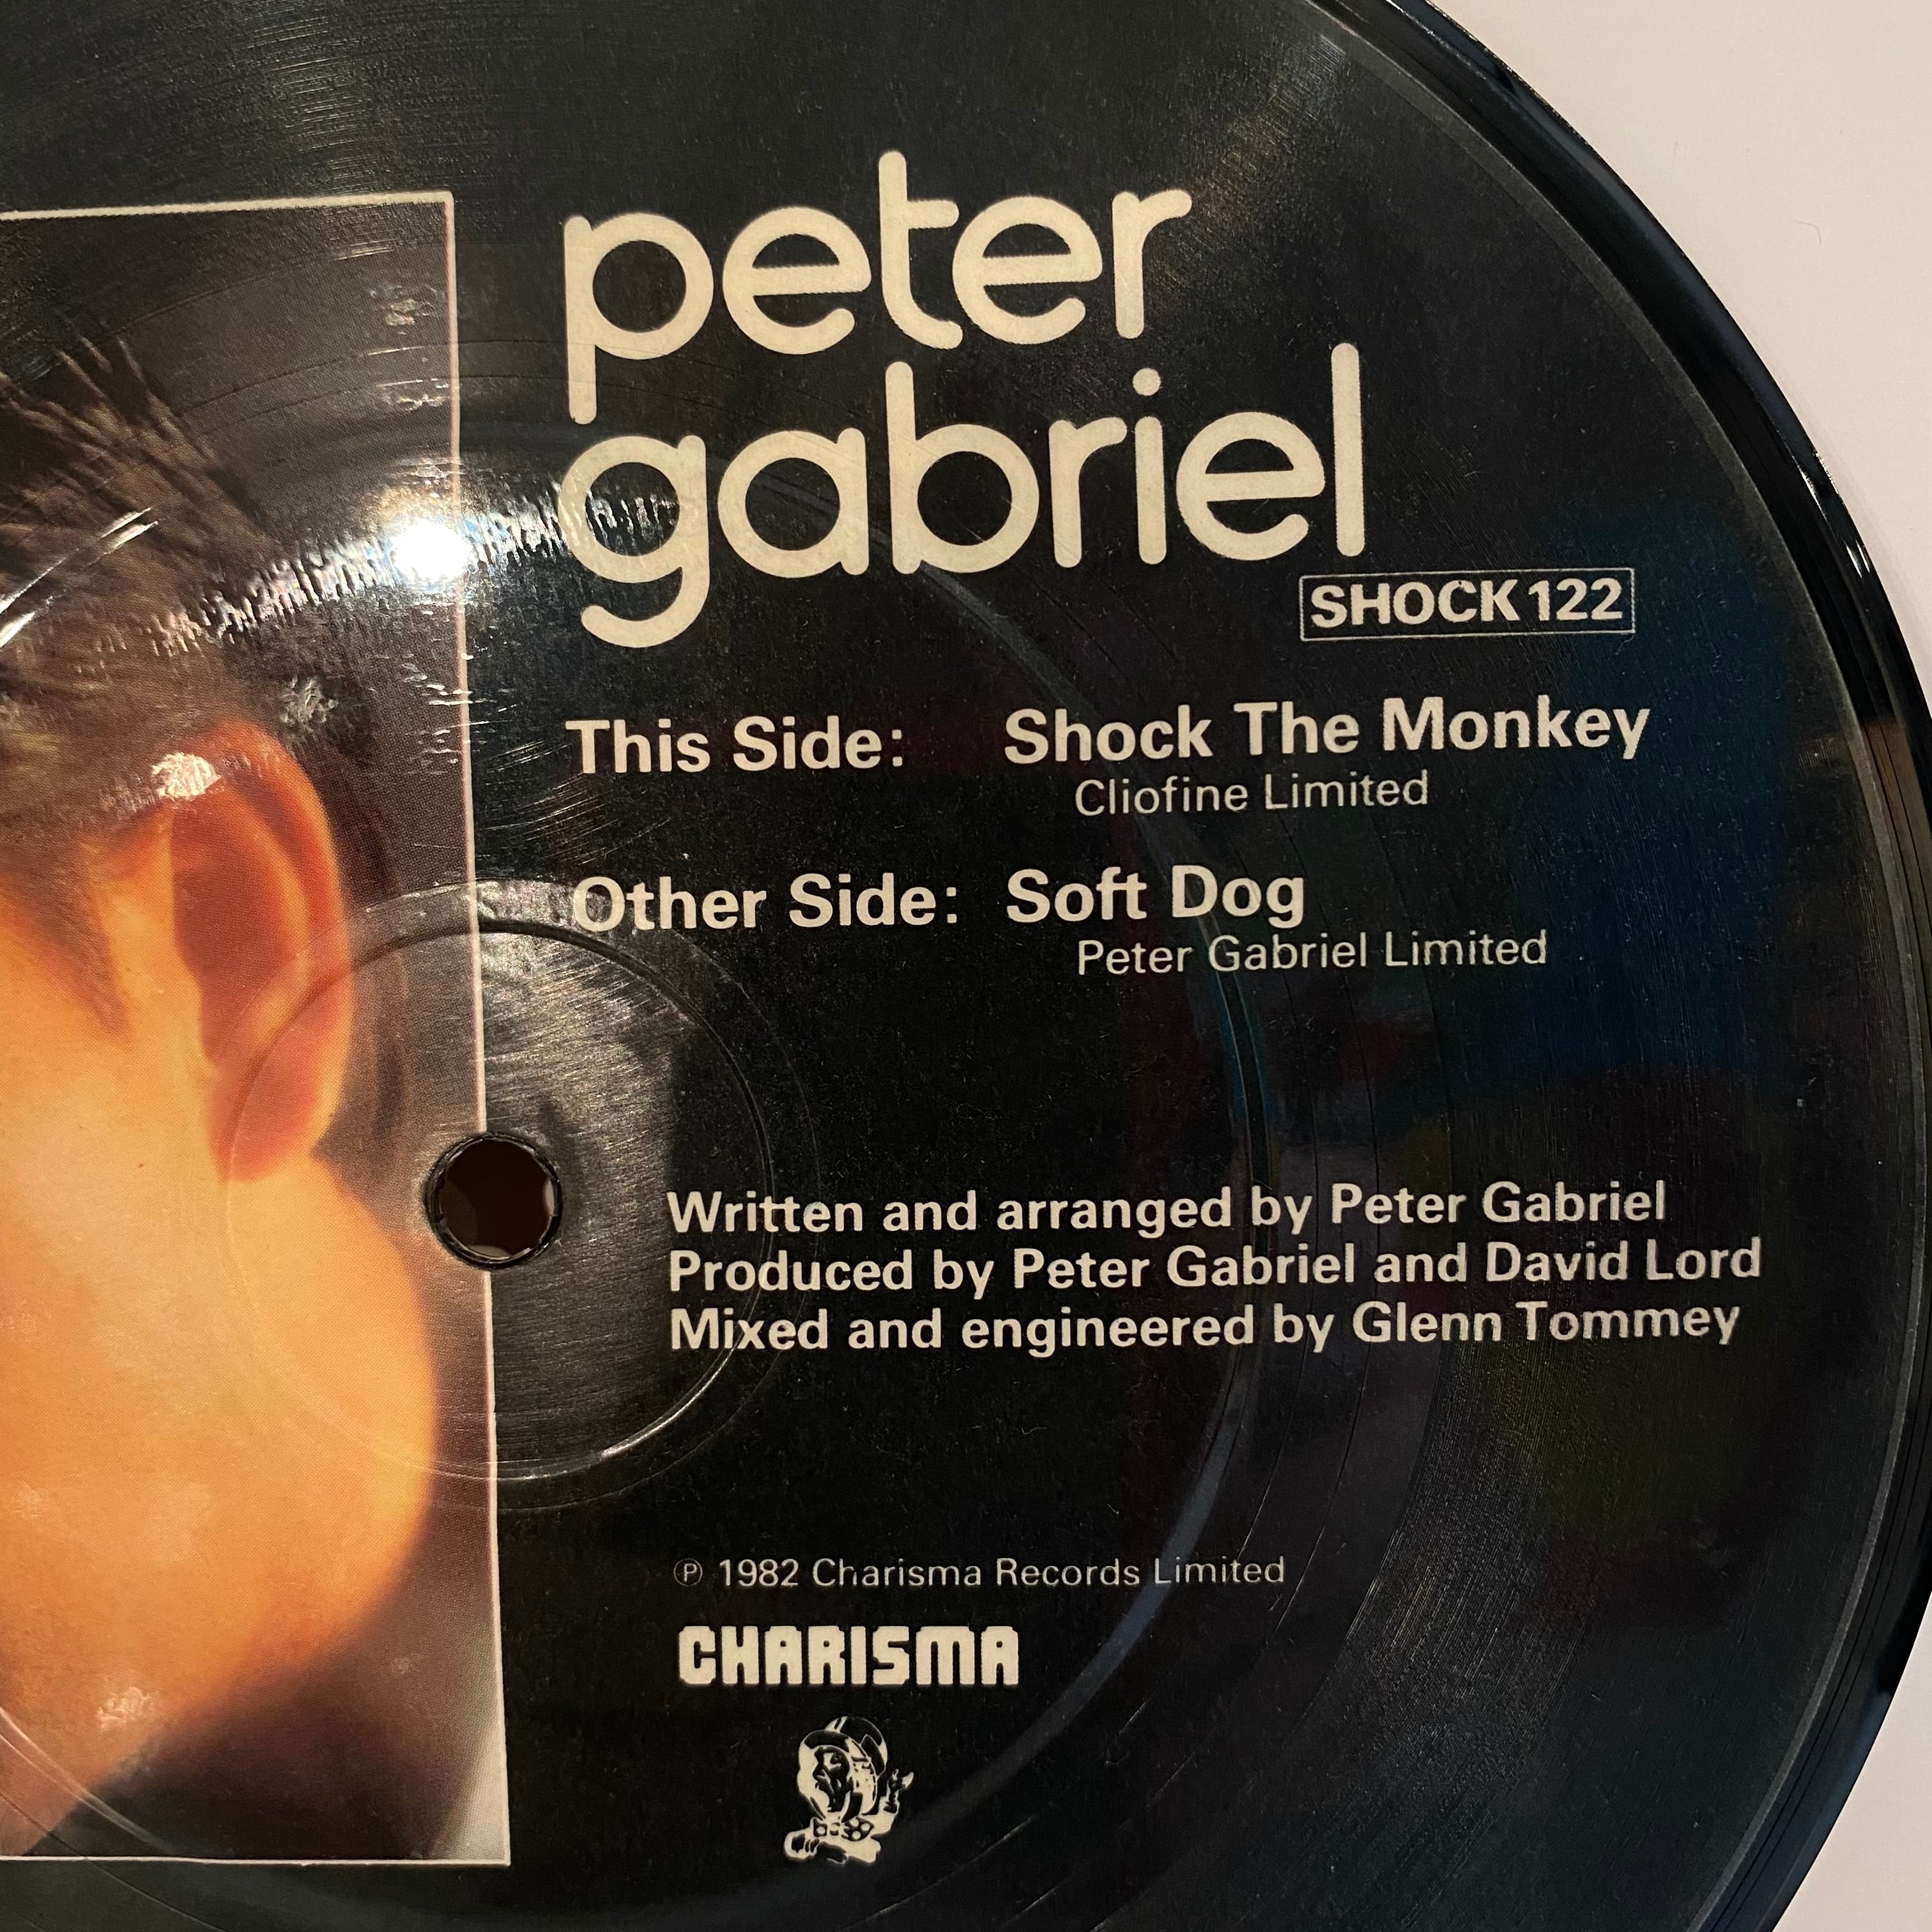 peter
gabriel
SHOCK 122
This Side: Shock The Monkey
Cliofine Limited
Other Side: Soft Dog
Peter Gabriel Limited
Written and arranged by Peter Gabriel
Produced by Peter Gabriel and David Lord
Mixed and engineered by Glenn Tommey
℗ 1982 Charisma Records Limited
CHARISMA